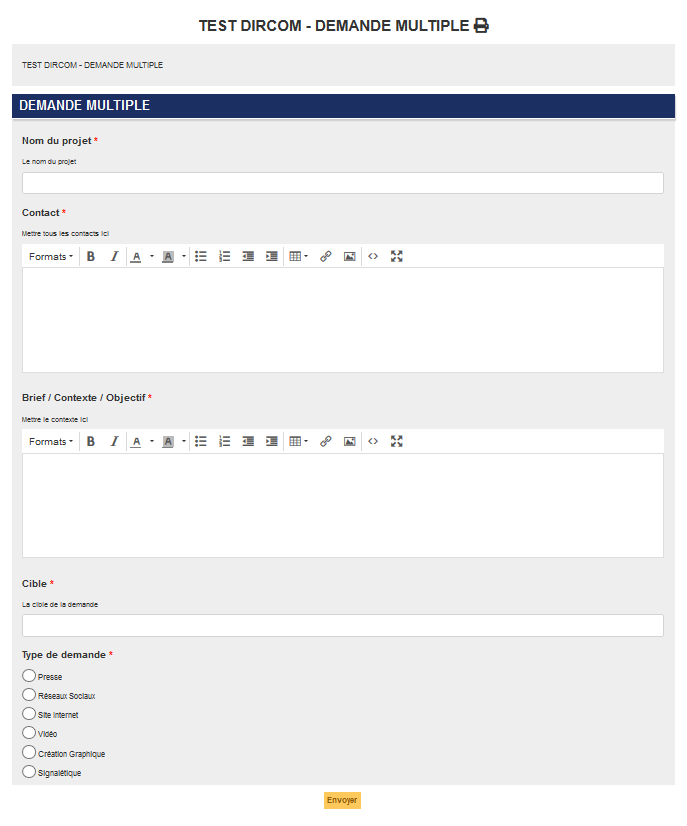 TEST DIRCOM - DEMANDE MULTIPLE
TEST DIRCOM - DEMANDE MULTIPLE
DEMANDE MULTIPLE
Nom du projet *
Le nom du projet
Contact *
Mettre tous les contacts ici
Formats B I A A
Brief / Contexte / Objectif *
Mettre le contexte ici
Formats B I A A
Cible *
La cible de la demande
Type de demande *
Presse
Réseaux Sociaux
Site internet
Vidéo
Création Graphique
Signalétique
Envoyer